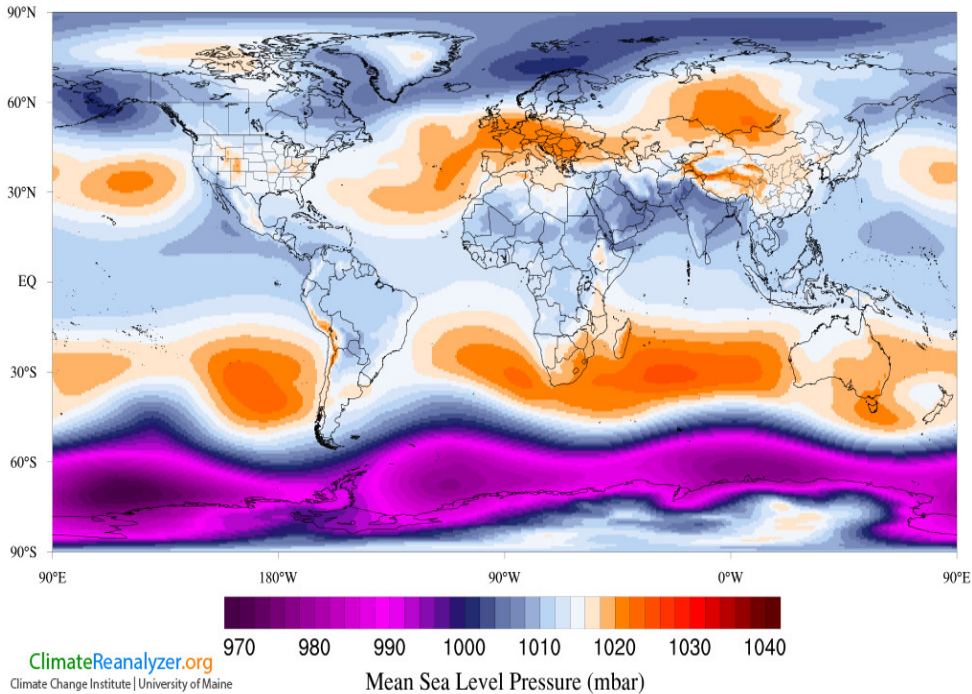 90°N
60°N
30°N
EQ
30°S
60°S
90°S
90°E 180°W 90°W 0°W 90°E
970 980 990 1000 1010 1020 1030 1040
Mean Sea Level Pressure (mbar)
ClimateReanalyzer.org
Climate Change Institute | University of Maine